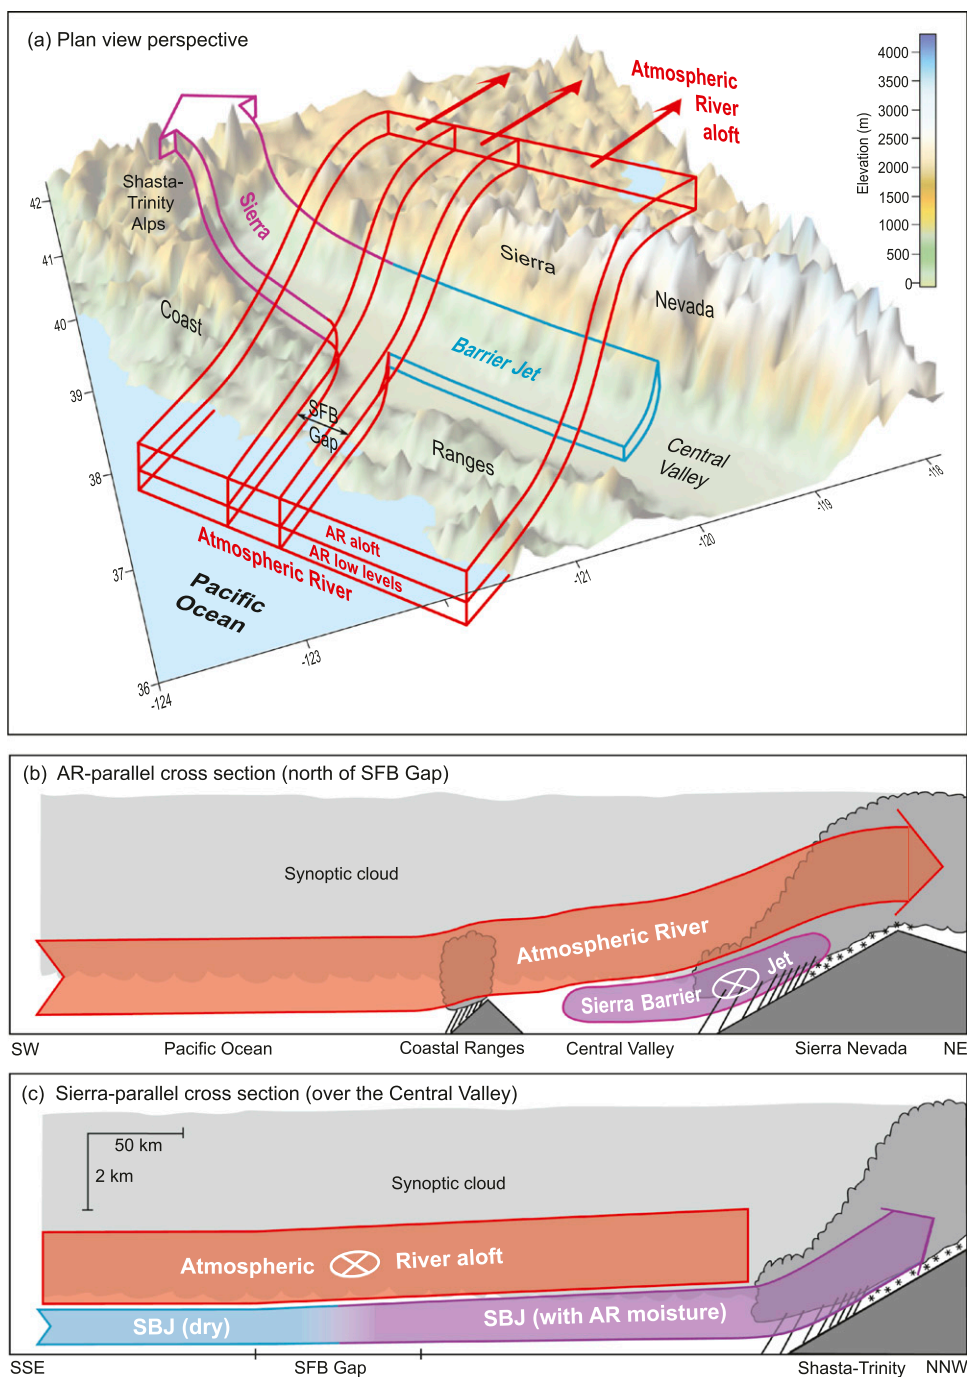 (a) Plan view perspective
Atmospheric
River
aloft
Elevation (m)
4000
3500
3000
2500
2000
1500
1000
500
0
Shasta-
Trinity
Alps
Sierra
Sierra
Nevada
Coast
Barrier Jet
SFB
Gap
Ranges
Central
Valley
42
41
40
39
38
37
36
-124
-123
-121
-120
-119
-118
AR aloft
AR low levels
Atmospheric River
Pacific
Ocean
(b) AR-parallel cross section (north of SFB Gap)
Synoptic cloud
Atmospheric River
Sierra Barrier Jet
SW Pacific Ocean Coastal Ranges Central Valley Sierra Nevada NE
(c) Sierra-parallel cross section (over the Central Valley)
50 km
2 km
Synoptic cloud
Atmospheric River aloft
SBJ (dry) SBJ (with AR moisture)
SSE SFB Gap Shasta-Trinity NNW